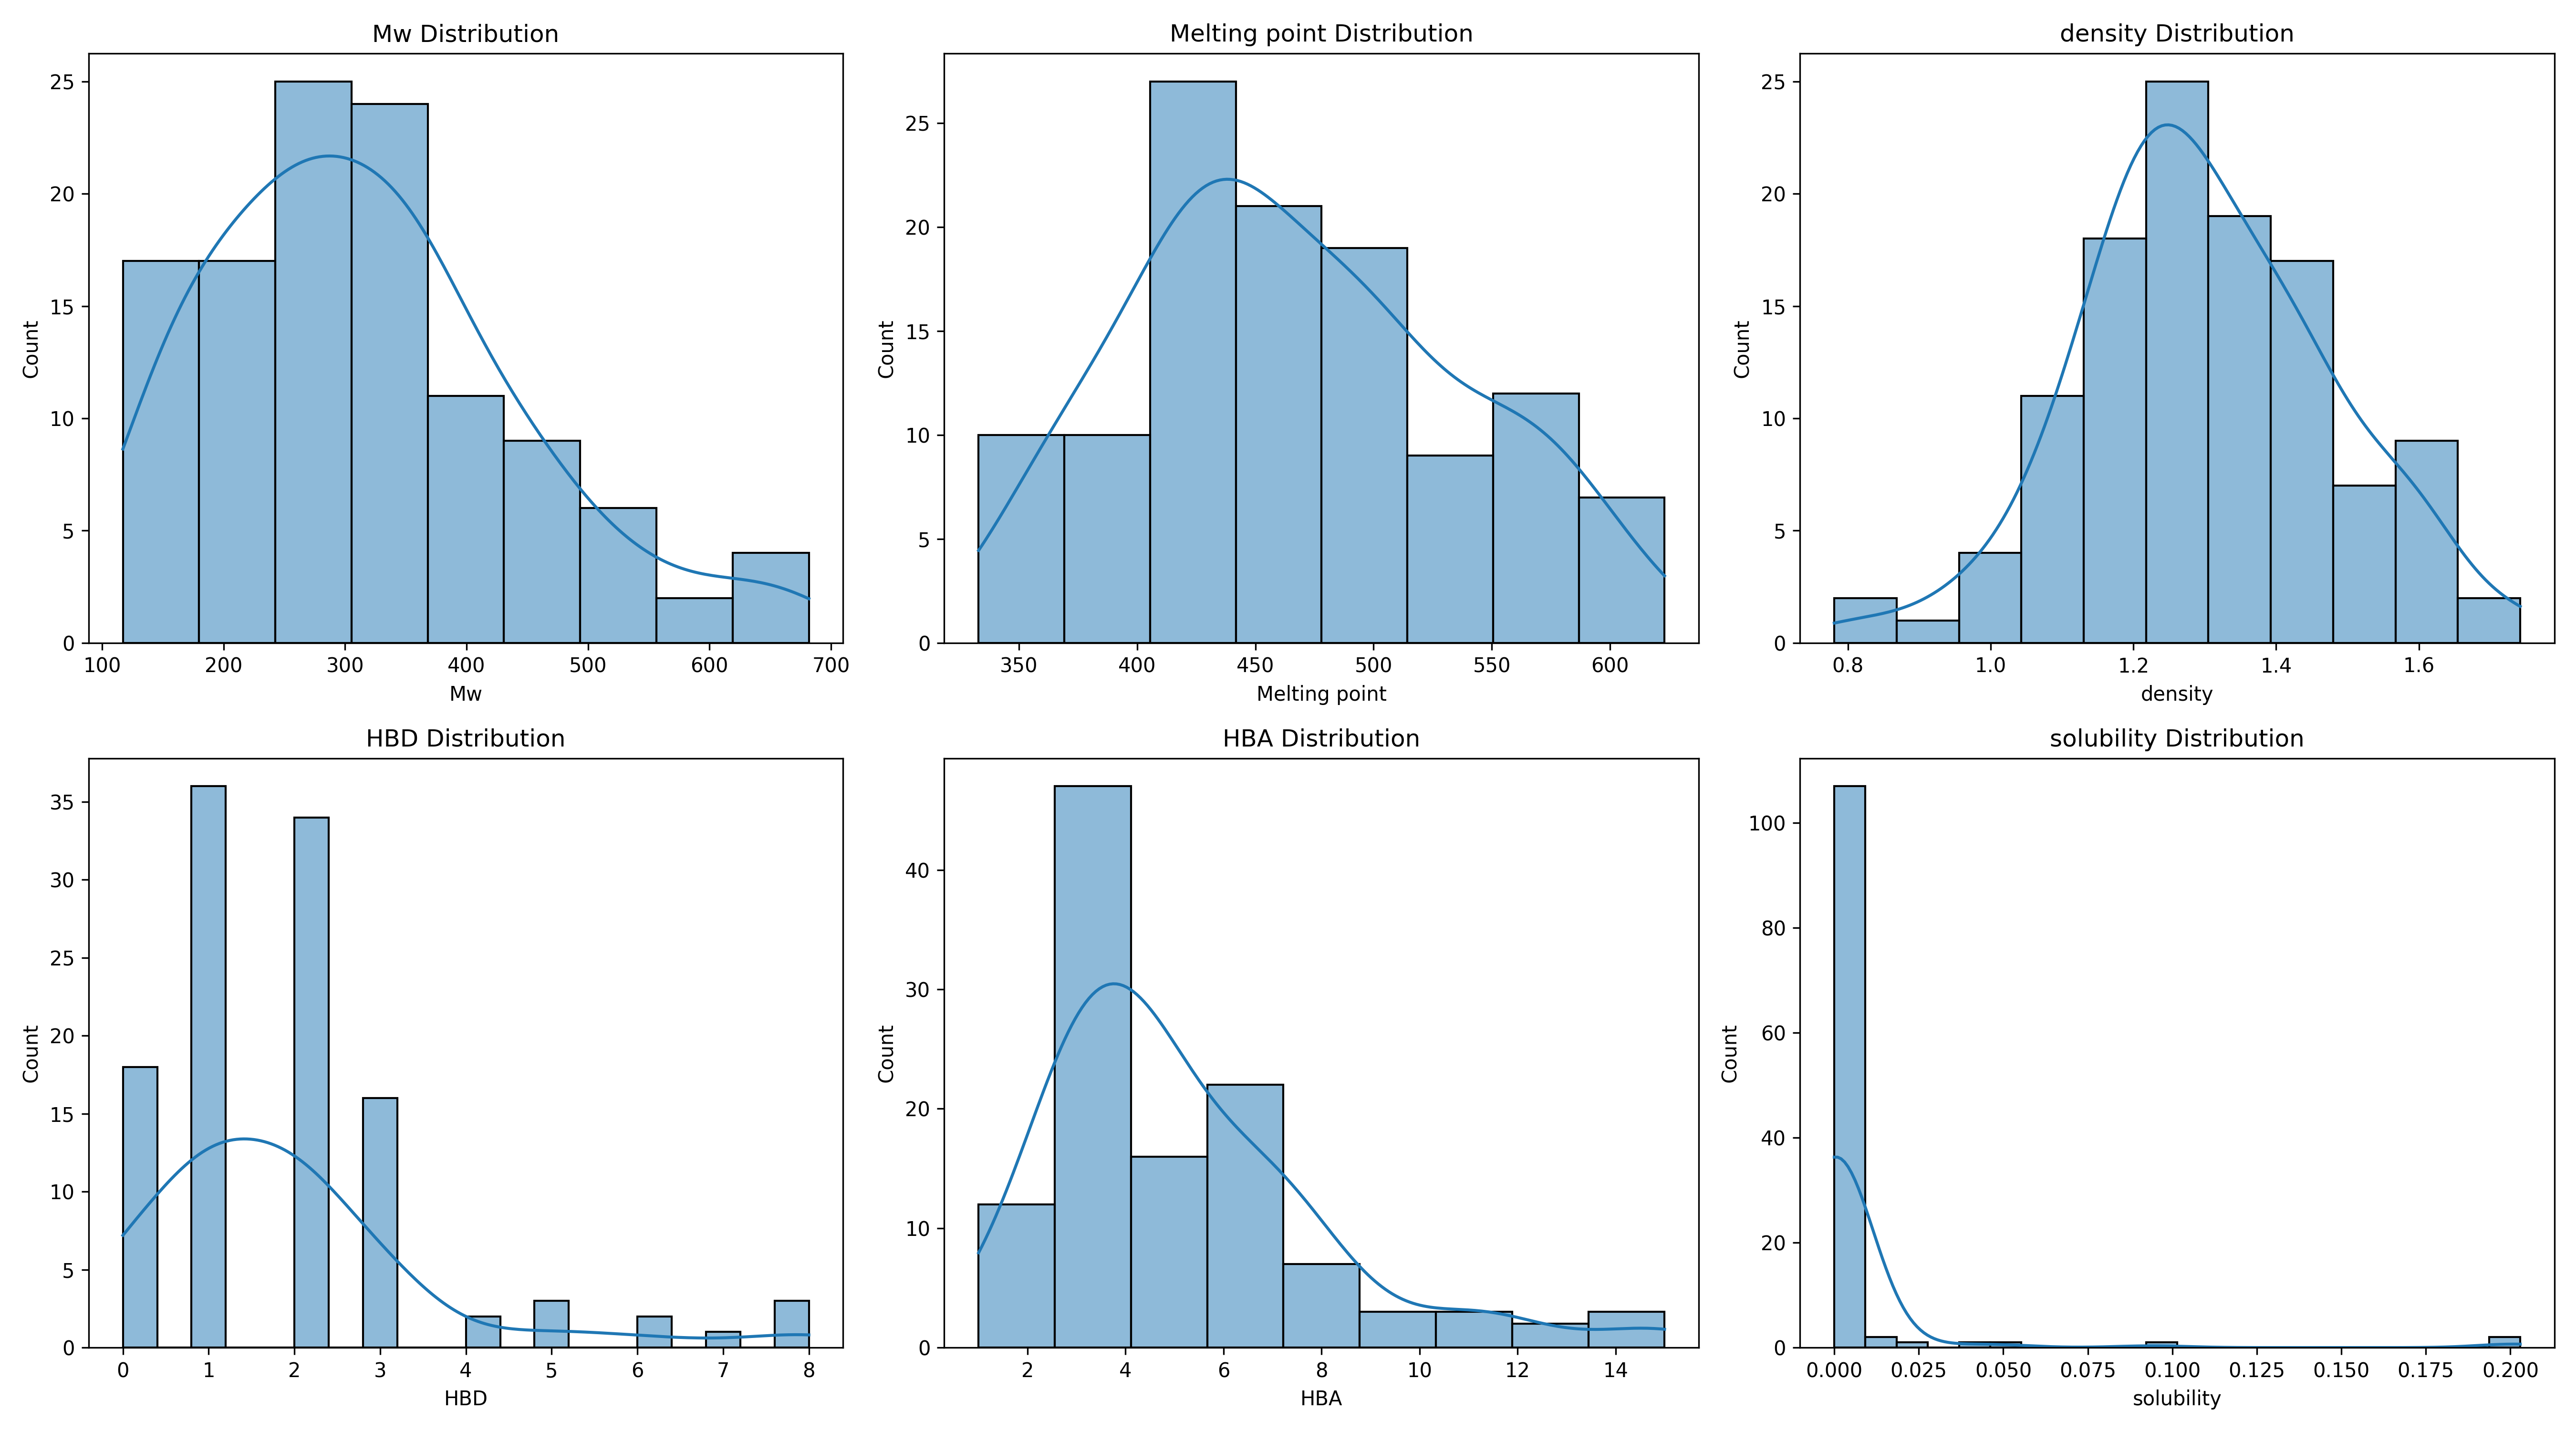 Mw Distribution
25
20
15
10
5
0
Count
100 200 300 400 500 600 700
Mw
Melting point Distribution
25
20
15
10
5
0
Count
350 400 450 500 550 600
Melting point
density Distribution
25
20
15
10
5
0
Count
0.8 1.0 1.2 1.4 1.6
density
HBD Distribution
35
30
25
20
15
10
5
0
Count
0 1 2 3 4 5 6 7 8
HBD
HBA Distribution
40
30
20
10
0
Count
2 4 6 8 10 12 14
HBA
solubility Distribution
100
80
60
40
20
0
Count
0.000 0.025 0.050 0.075 0.100 0.125 0.150 0.175 0.200
solubility